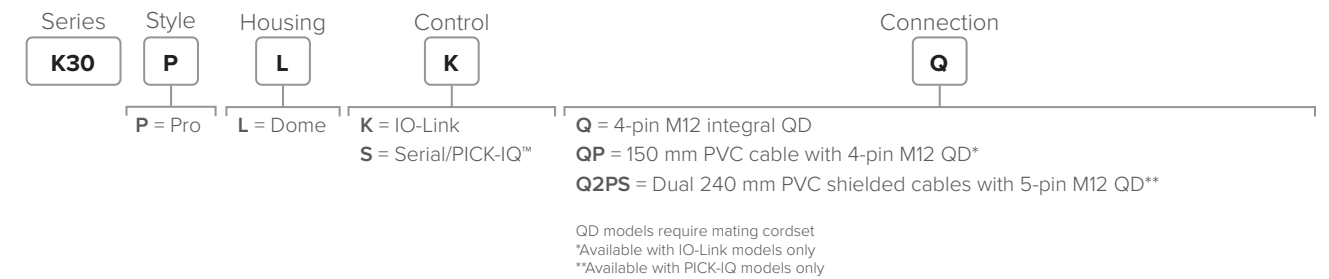 Series Style Housing Control Connection
K30 P L K Q
P = Pro L = Dome K = IO-Link Q = 4-pin M12 integral QD
S = Serial/PICK-IQ™ QP = 150 mm PVC cable with 4-pin M12 QD*
Q2PS = Dual 240 mm PVC shielded cables with 5-pin M12 QD**
QD models require mating cordset
*Available with IO-Link models only
**Available with PICK-IQ models only